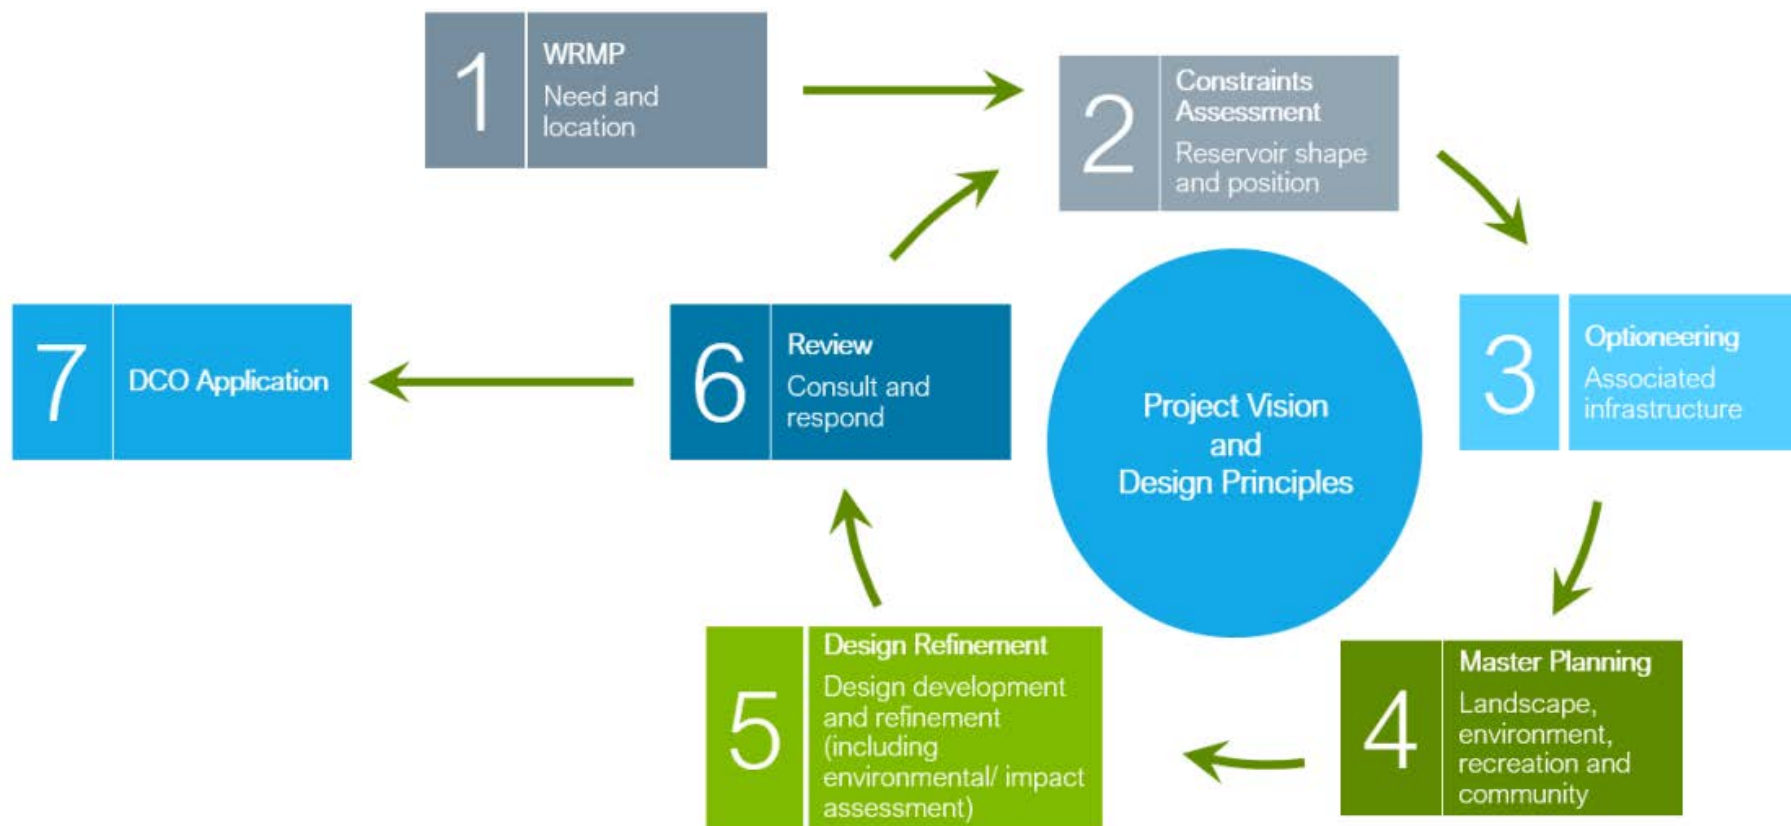 1
WRMP
Need and
location
2
Constraints
Assessment
Reservoir shape
and position
3
Optioneering
Associated
infrastructure
4
Master Planning
Landscape,
environment,
recreation and
community
5
Design Refinement
Design development
and refinement
(including
environmental/ impact
assessment)
6
Review
Consult and
respond
7
DCO Application
Project Vision
and
Design Principles